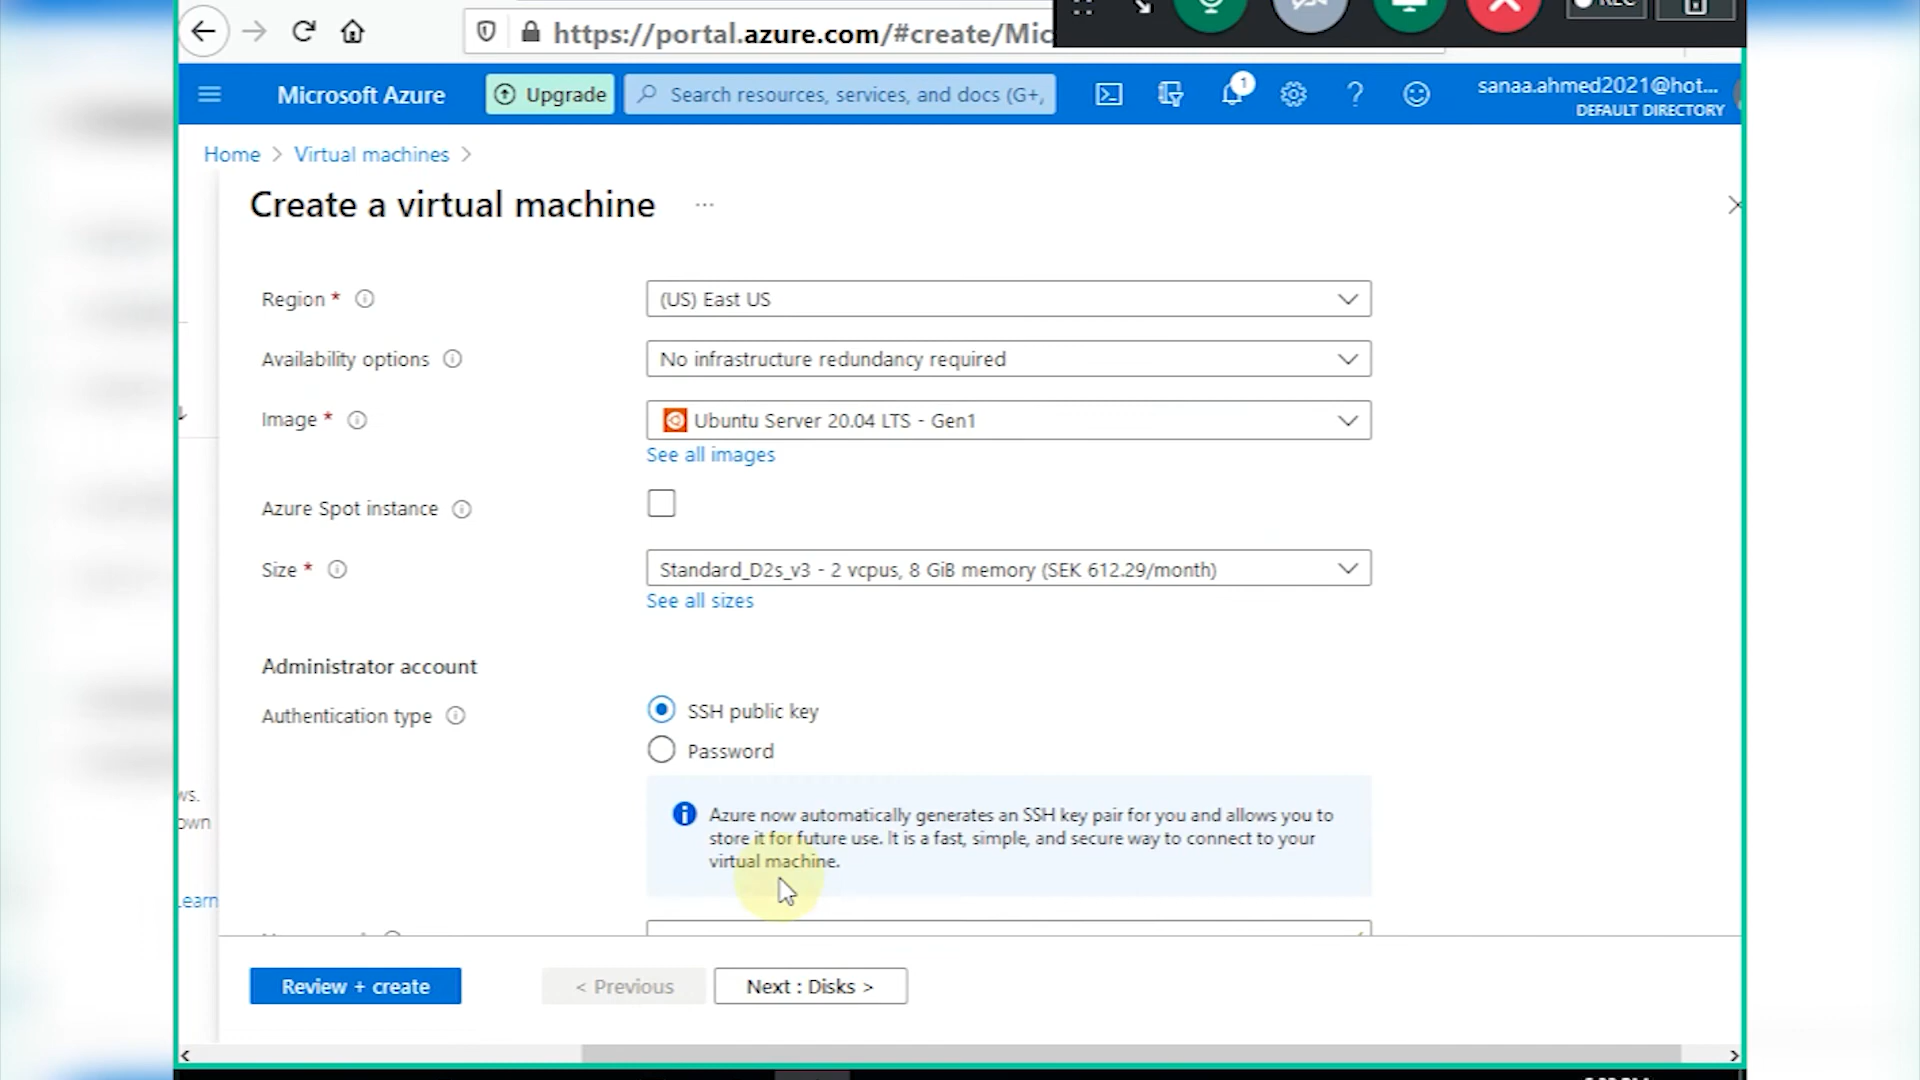 https://portal.azure.com/#create/Mic
REC
Microsoft Azure
Upgrade
Search resources, services, and docs (G+,
1
sanaa.ahmed2021@hot...
DEFAULT DIRECTORY
Home > Virtual machines >
Create a virtual machine ...
Region *
(US) East US
Availability options
No infrastructure redundancy required
Image *
Ubuntu Server 20.04 LTS - Gen1
See all images
Azure Spot instance
Size *
Standard_D2s_v3 - 2 vcpus, 8 GiB memory (SEK 612.29/month)
See all sizes
Administrator account
Authentication type
SSH public key
Password
Azure now automatically generates an SSH key pair for you and allows you to
store it for future use. It is a fast, simple, and secure way to connect to your
virtual machine.
ws.
own
Learn
Review + create
< Previous
Next : Disks >